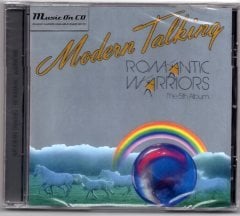 Music On CD
Modern Talking
ROMANTIC
WARRIORS
The 5th Album